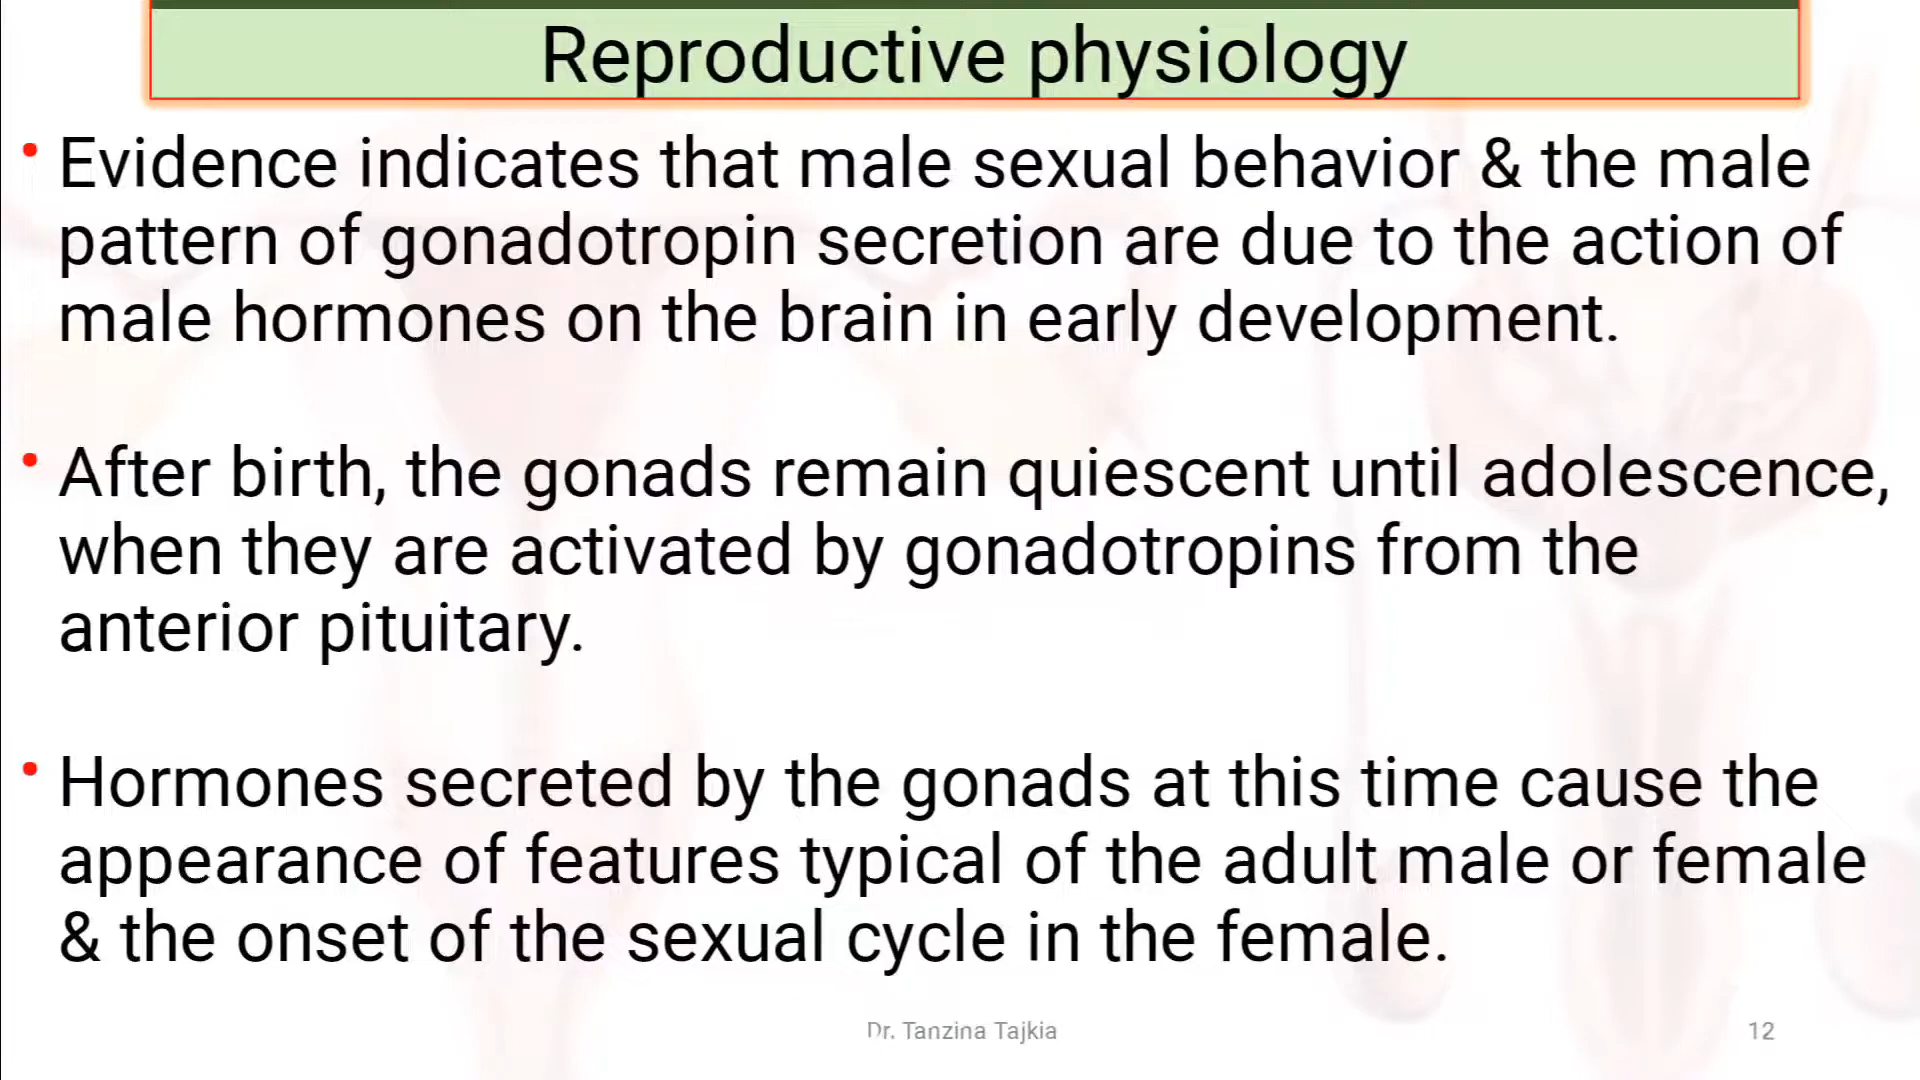 Reproductive physiology
• Evidence indicates that male sexual behavior & the male
pattern of gonadotropin secretion are due to the action of
male hormones on the brain in early development.
• After birth, the gonads remain quiescent until adolescence,
when they are activated by gonadotropins from the
anterior pituitary.
• Hormones secreted by the gonads at this time cause the
appearance of features typical of the adult male or female
& the onset of the sexual cycle in the female.
Dr. Tanzina Tajkia
12